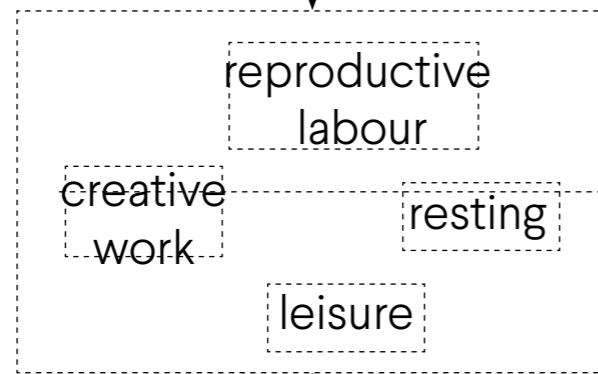 reproductive
labour
creative
work
resting
leisure